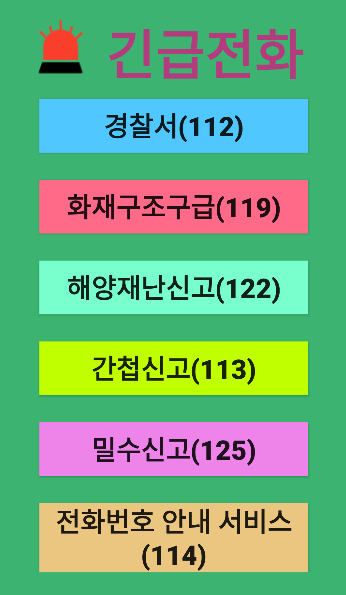 긴급전화
경찰서(112)
화재구조구급(119)
해양재난신고(122)
간첩신고(113)
밀수신고(125)
전화번호 안내 서비스
(114)